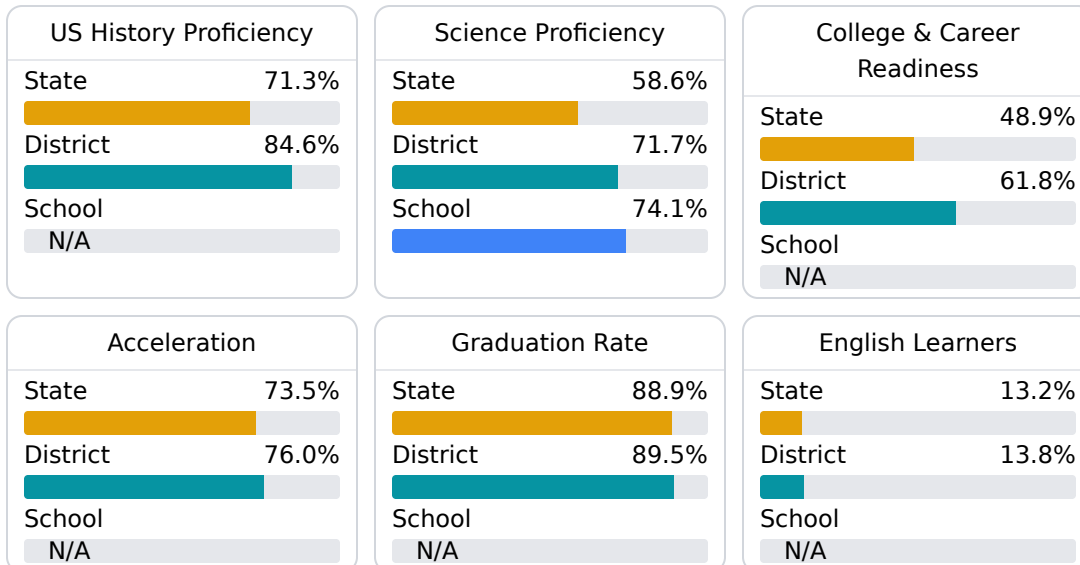 US History Proficiency
State 71.3%
District 84.6%
School
N/A
Science Proficiency
State 58.6%
District 71.7%
School 74.1%
College & Career
Readiness
State 48.9%
District 61.8%
School
N/A
Acceleration
State 73.5%
District 76.0%
School
N/A
Graduation Rate
State 88.9%
District 89.5%
School
N/A
English Learners
State 13.2%
District 13.8%
School
N/A